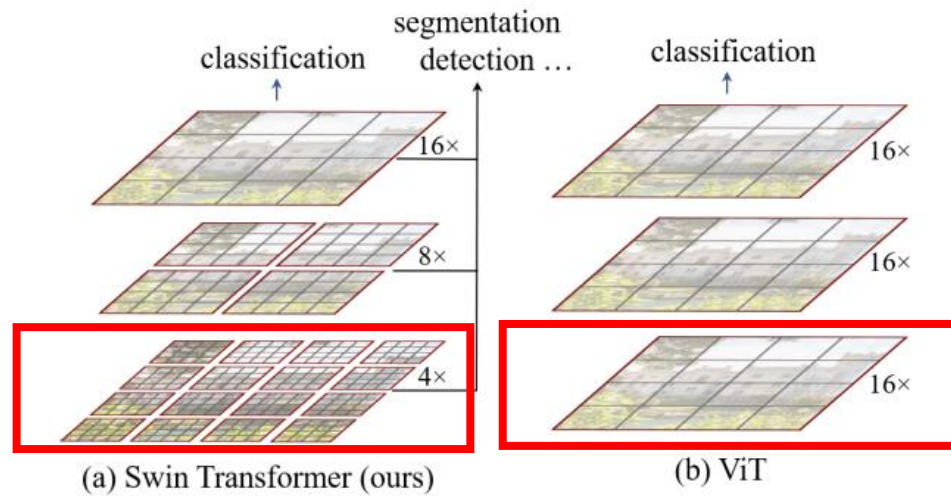 segmentation
classification
detection ...
classification
16×
16×
8×
16×
4×
16×
(a) Swin Transformer (ours)
(b) ViT